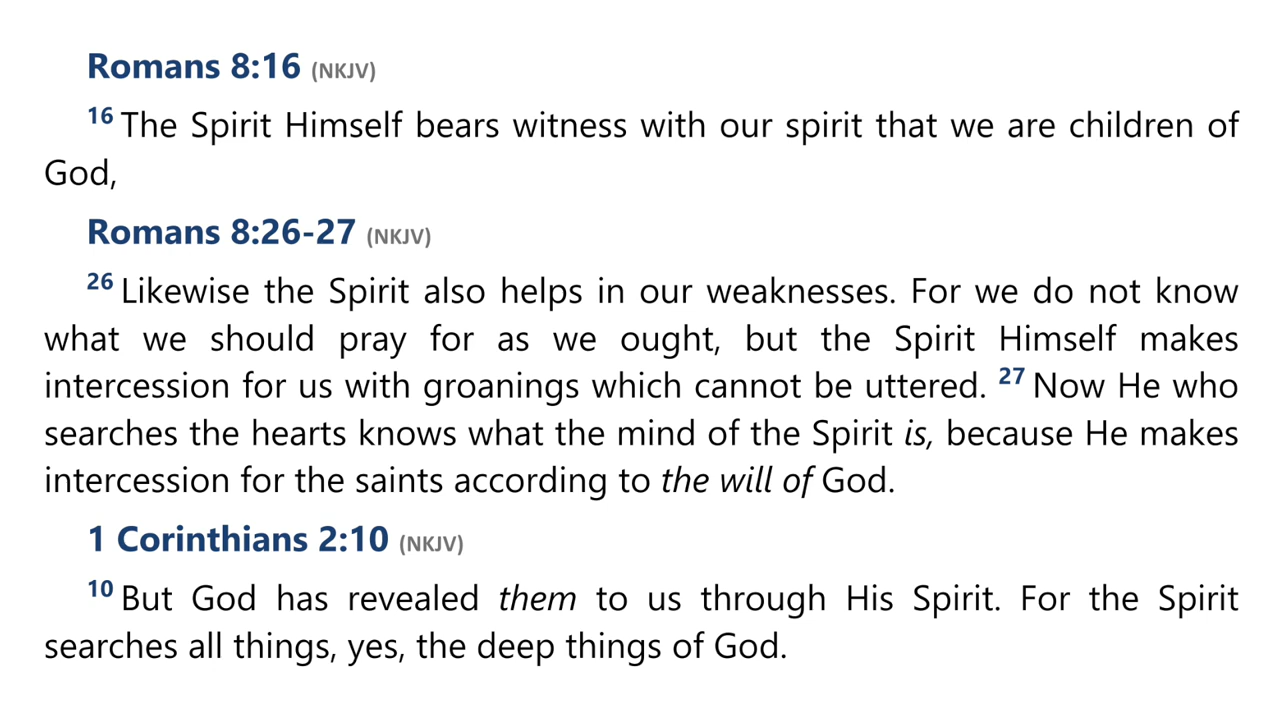 Romans 8:16 (NKJV)
16 The Spirit Himself bears witness with our spirit that we are children of
God,
Romans 8:26-27 (NKJV)
26 Likewise the Spirit also helps in our weaknesses. For we do not know
what we should pray for as we ought, but the Spirit Himself makes
intercession for us with groanings which cannot be uttered. 27 Now He who
searches the hearts knows what the mind of the Spirit is, because He makes
intercession for the saints according to the will of God.
1 Corinthians 2:10 (NKJV)
10 But God has revealed them to us through His Spirit. For the Spirit
searches all things, yes, the deep things of God.